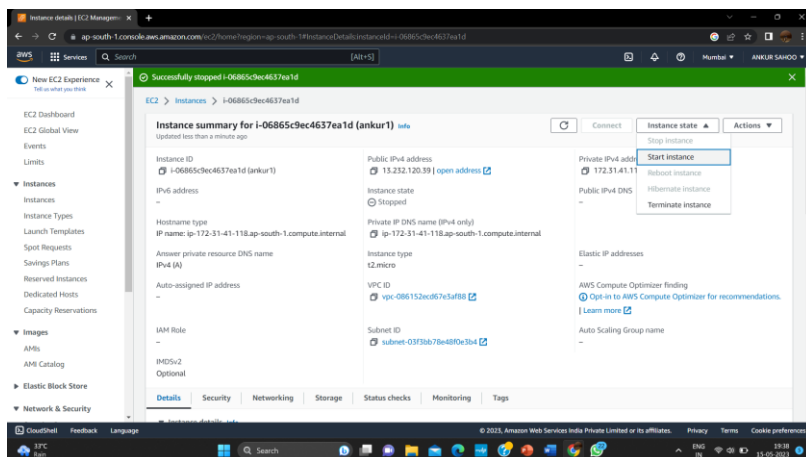 Instance details | EC2 Managem
ap-south-1.console.aws.amazon.com/ec2/home?region=ap-south-1#InstanceDetails:instanceId=i-06865c9ec4637ea1d
aws Services Search [Alt+S] Mumbai ANKUR SAHOO
New EC2 Experience
Tell us what you think
Successfully stopped i-06865c9ec4637ea1d
EC2 > Instances > i-06865c9ec4637ea1d
EC2 Dashboard
EC2 Global View
Events
Limits
Instances
Instances
Instance Types
Launch Templates
Spot Requests
Savings Plans
Reserved Instances
Dedicated Hosts
Capacity Reservations
Images
AMIs
AMI Catalog
Elastic Block Store
Network & Security
Instance summary for i-06865c9ec4637ea1d (ankur1) Info
Updated less than a minute ago
Connect Instance state Actions
Stop instance
Start instance
Reboot instance
Hibernate instance
Terminate instance
Instance ID
i-06865c9ec4637ea1d (ankur1)
Public IPv4 address
13.232.120.39 | open address
Private IPv4 addr
172.31.41.11
IPv6 address
–
Instance state
Stopped
Public IPv4 DNS
–
Hostname type
IP name: ip-172-31-41-118.ap-south-1.compute.internal
Private IP DNS name (IPv4 only)
ip-172-31-41-118.ap-south-1.compute.internal
Answer private resource DNS name
IPv4 (A)
Instance type
t2.micro
Elastic IP addresses
–
Auto-assigned IP address
–
VPC ID
vpc-086152ecd67e3af88
AWS Compute Optimizer finding
Opt-in to AWS Compute Optimizer for recommendations.
| Learn more
IAM Role
–
Subnet ID
subnet-03f3bb78e48f0e3b4
Auto Scaling Group name
–
IMDSv2
Optional
Details Security Networking Storage Status checks Monitoring Tags
Instance details Info
CloudShell Feedback Language © 2023, Amazon Web Services India Private Limited or its affiliates. Privacy Terms Cookie preferences
33°C
Rain
Search
ENG
IN
19:38
15-05-2023